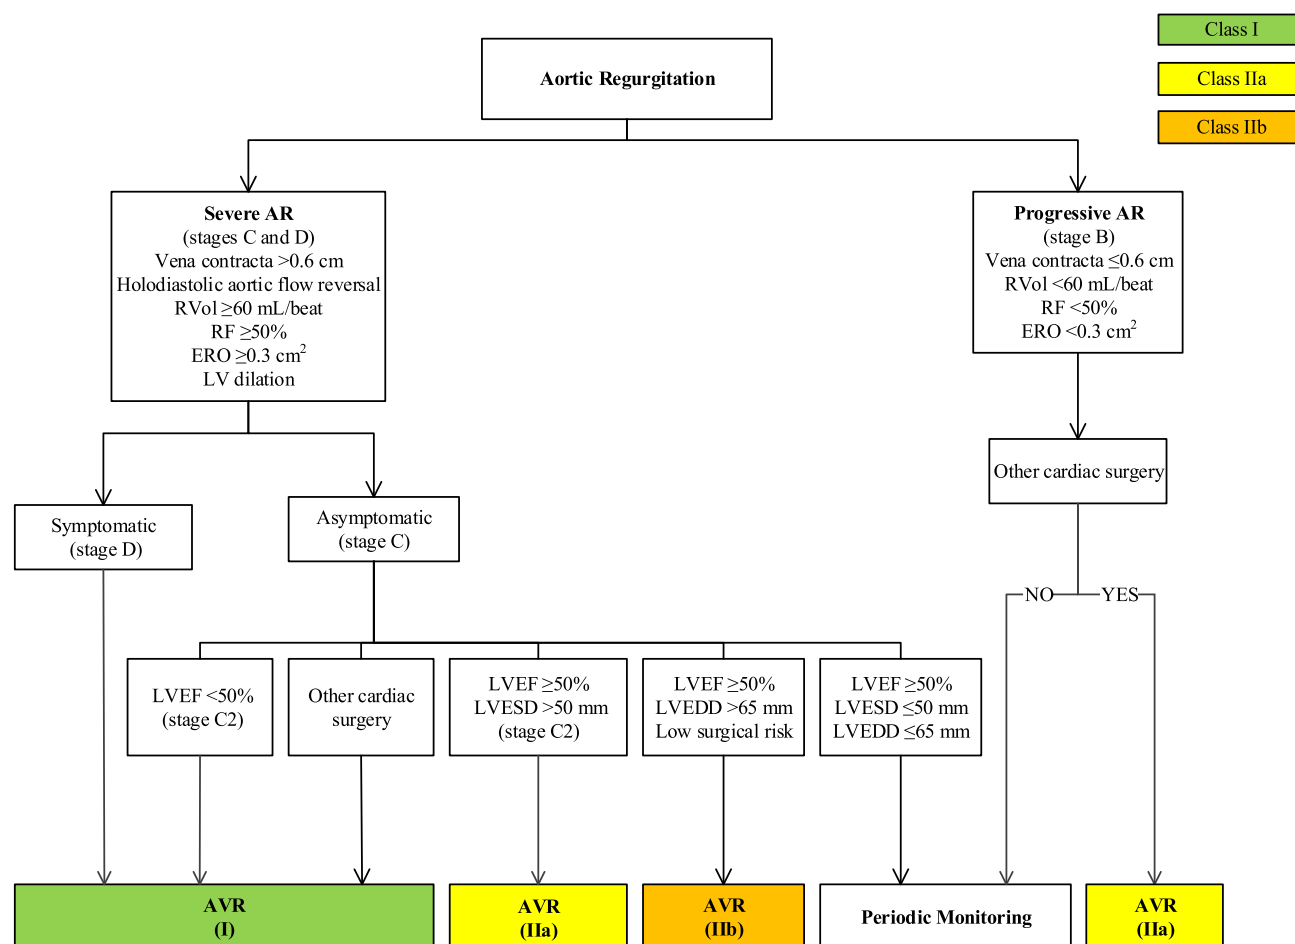 Class I
Class IIa
Class IIb
Aortic Regurgitation
Severe AR
(stages C and D)
Vena contracta >0.6 cm
Holodiastolic aortic flow reversal
RVol ≥60 mL/beat
RF ≥50%
ERO ≥0.3 cm²
LV dilation
Progressive AR
(stage B)
Vena contracta ≤0.6 cm
RVol <60 mL/beat
RF <50%
ERO <0.3 cm²
Other cardiac surgery
Symptomatic
(stage D)
Asymptomatic
(stage C)
NO
YES
LVEF <50%
(stage C2)
Other cardiac
surgery
LVEF ≥50%
LVESD >50 mm
(stage C2)
LVEF ≥50%
LVEDD >65 mm
Low surgical risk
LVEF ≥50%
LVESD ≤50 mm
LVEDD ≤65 mm
AVR
(I)
AVR
(IIa)
AVR
(IIb)
Periodic Monitoring
AVR
(IIa)